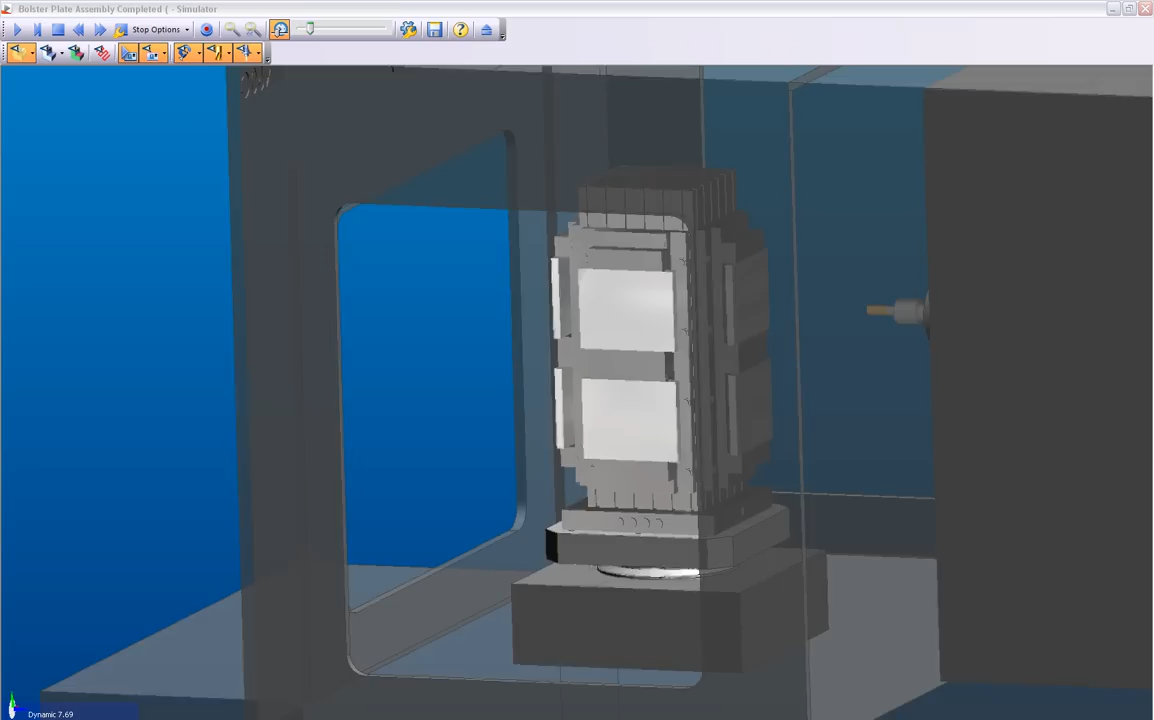 Bolster Plate Assembly Completed ( - Simulator
Stop Options
Dynamic 7.69